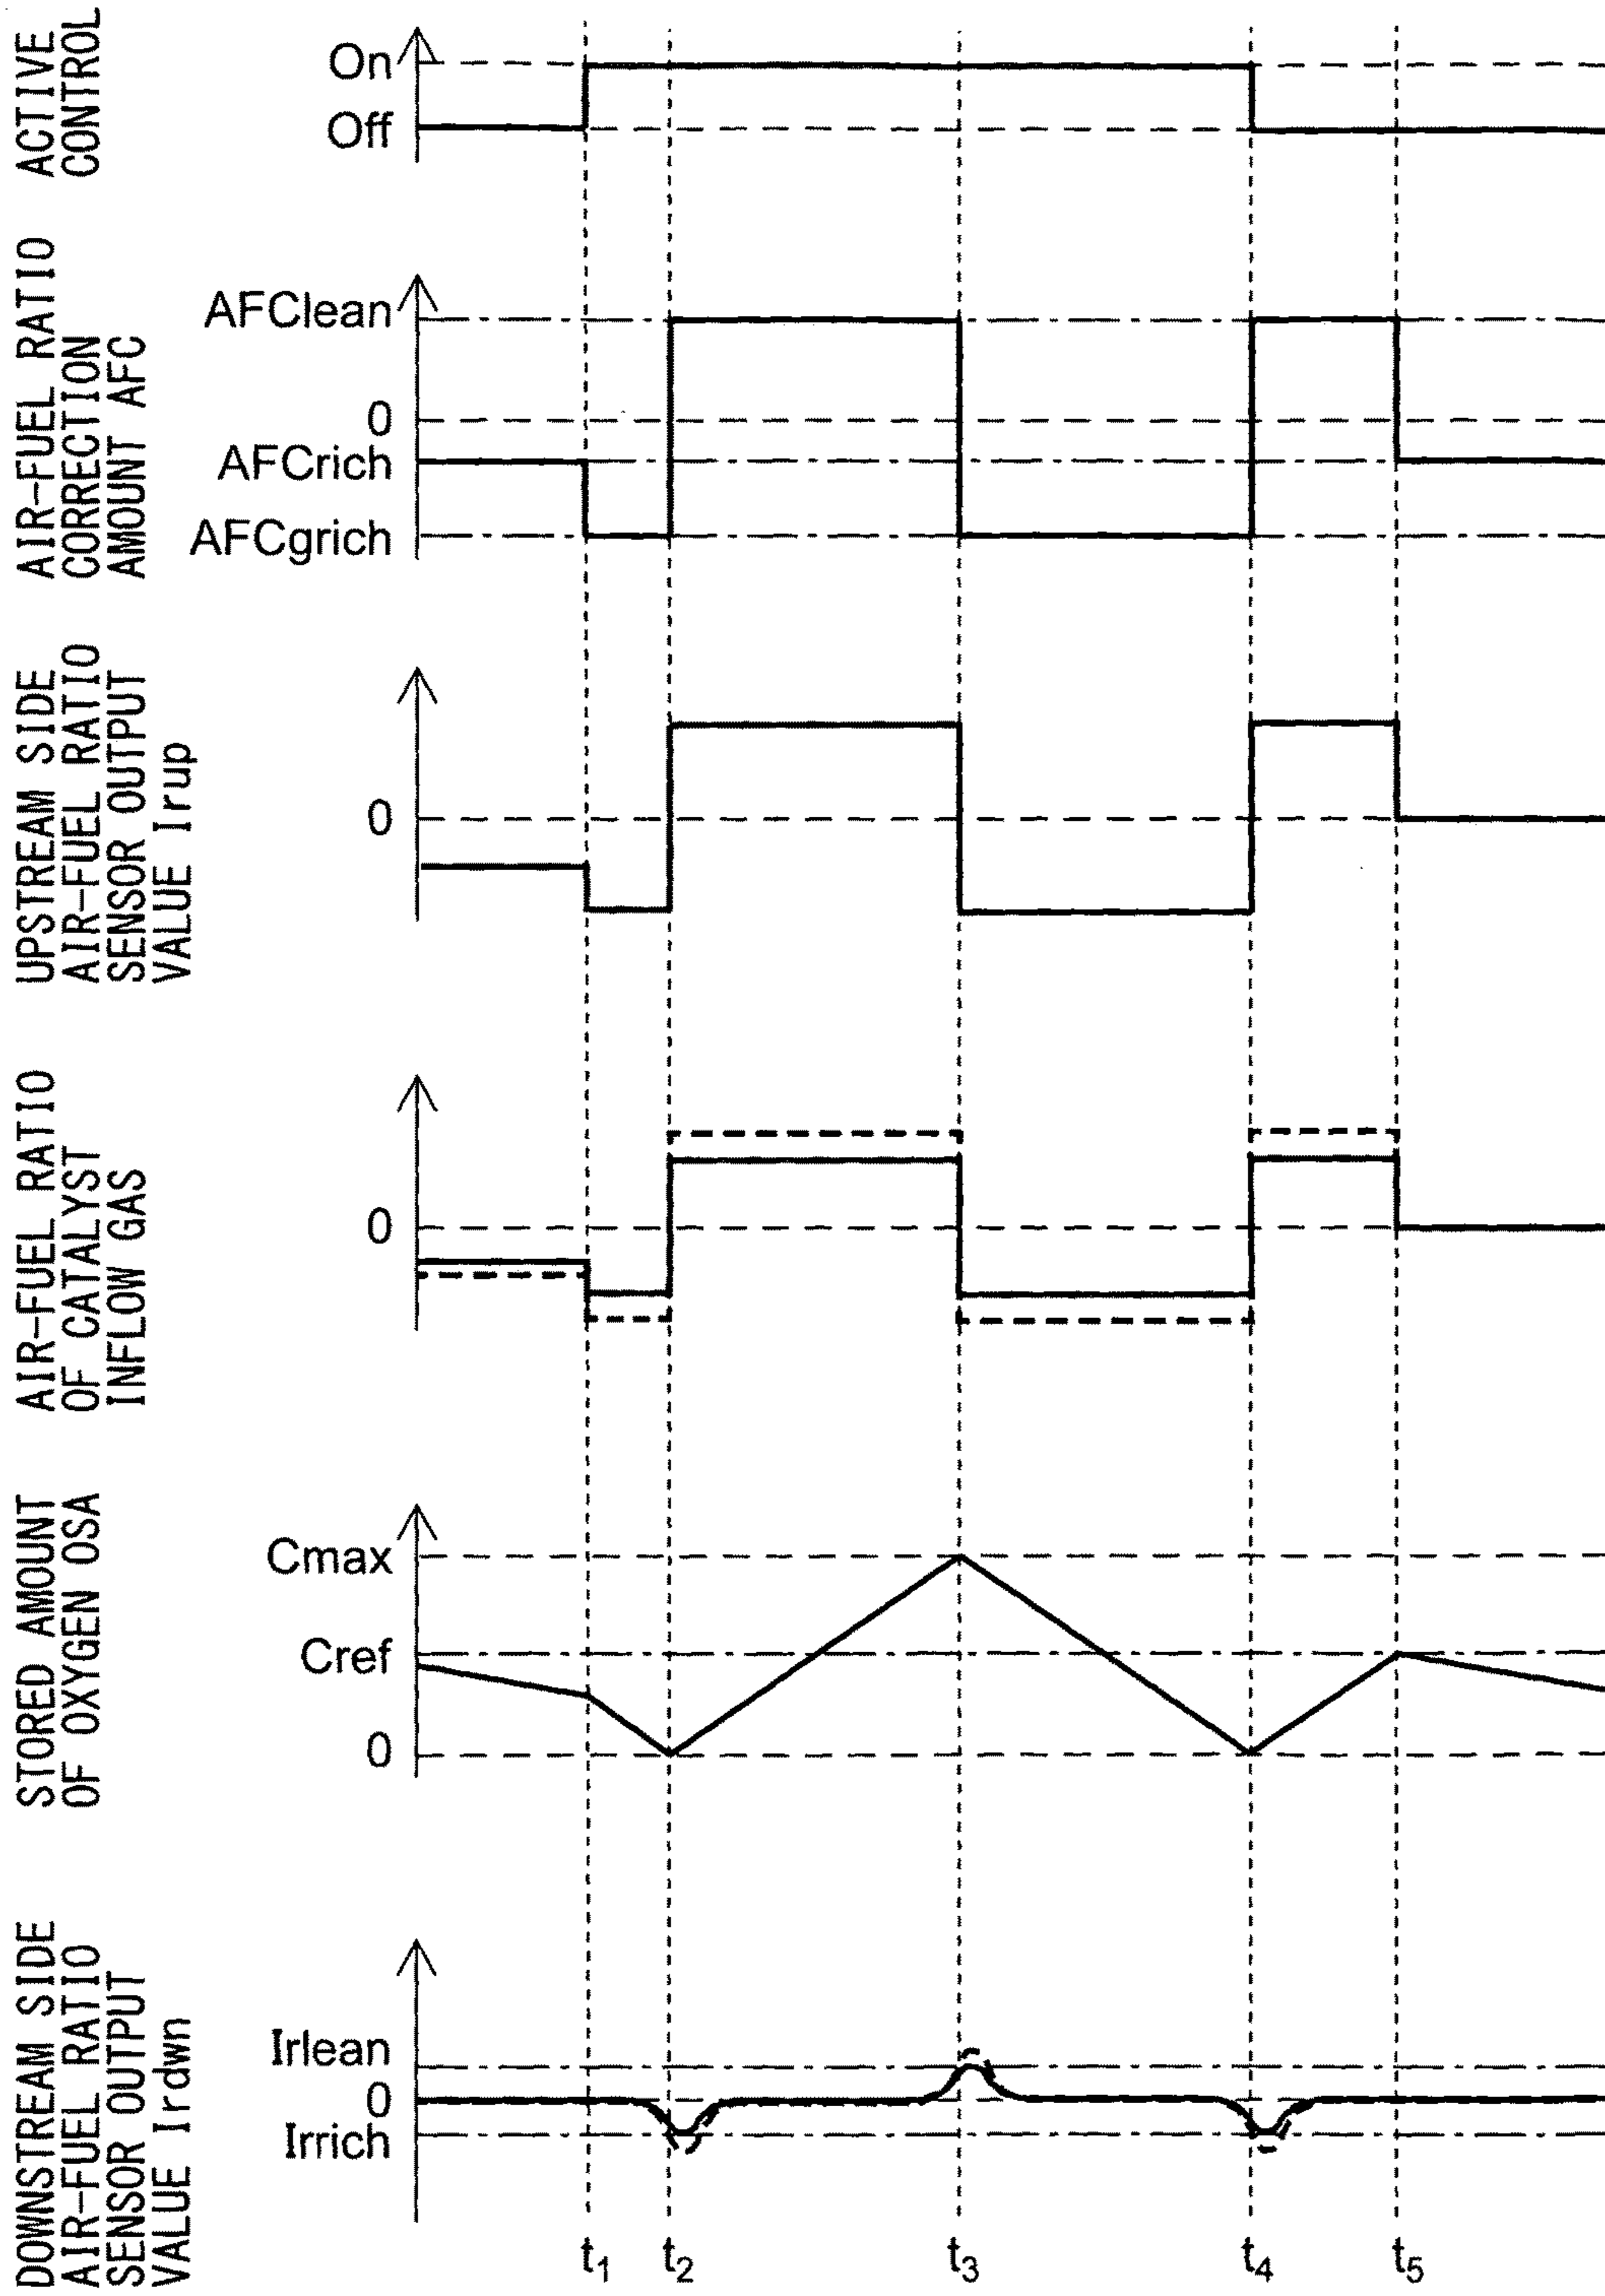 ACTIVE
CONTROL
On
Off
AIR-FUEL RATIO
CORRECTION
AMOUNT AFC
AFClean
0
AFCrich
AFCgrich
UPSTREAM SIDE
AIR-FUEL RATIO
SENSOR OUTPUT
VALUE Irup
0
AIR-FUEL RATIO
OF CATALYST
INFLOW GAS
0
STORED AMOUNT
OF OXYGEN OSA
Cmax
Cref
0
DOWNSTREAM SIDE
AIR-FUEL RATIO
SENSOR OUTPUT
VALUE Irdwn
Irlean
0
Irrich
t1 t2 t3 t4 t5